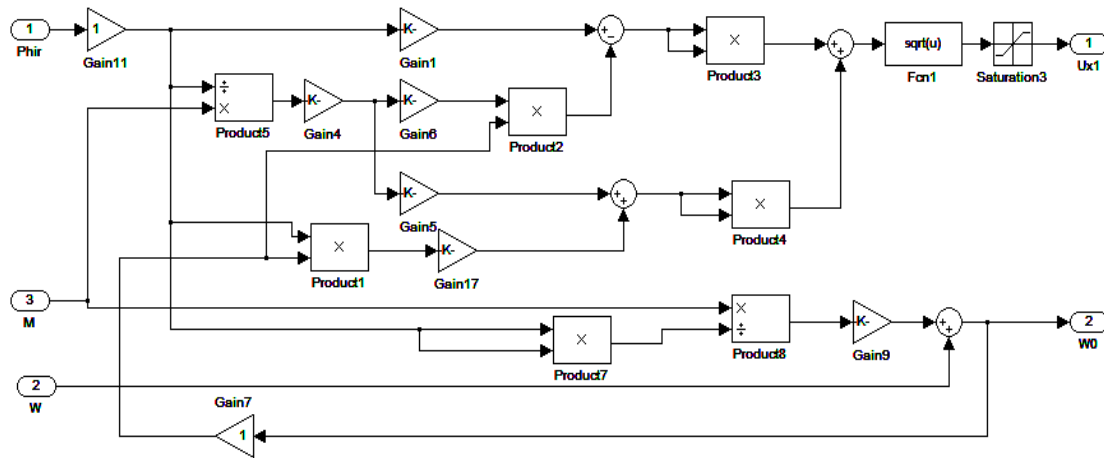 1
Phir
1
Gain11
K-
Gain1
+
-
×
Product3
+
+
sqrt(u)
Fcn1
Saturation3
1
Ux1
÷
×
Product5
K-
Gain4
K-
Gain6
×
Product2
K-
Gain5
+
+
×
Product4
×
Product1
K-
Gain17
3
M
×
÷
Product8
K-
Gain9
+
+
2
W0
×
Product7
2
W
Gain7
1